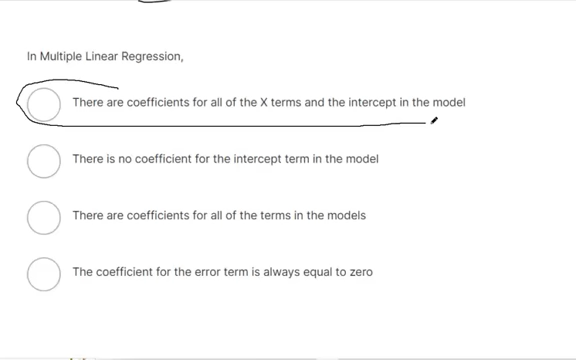 In Multiple Linear Regression,
There are coefficients for all of the X terms and the intercept in the model
There is no coefficient for the intercept term in the model
There are coefficients for all of the terms in the models
The coefficient for the error term is always equal to zero